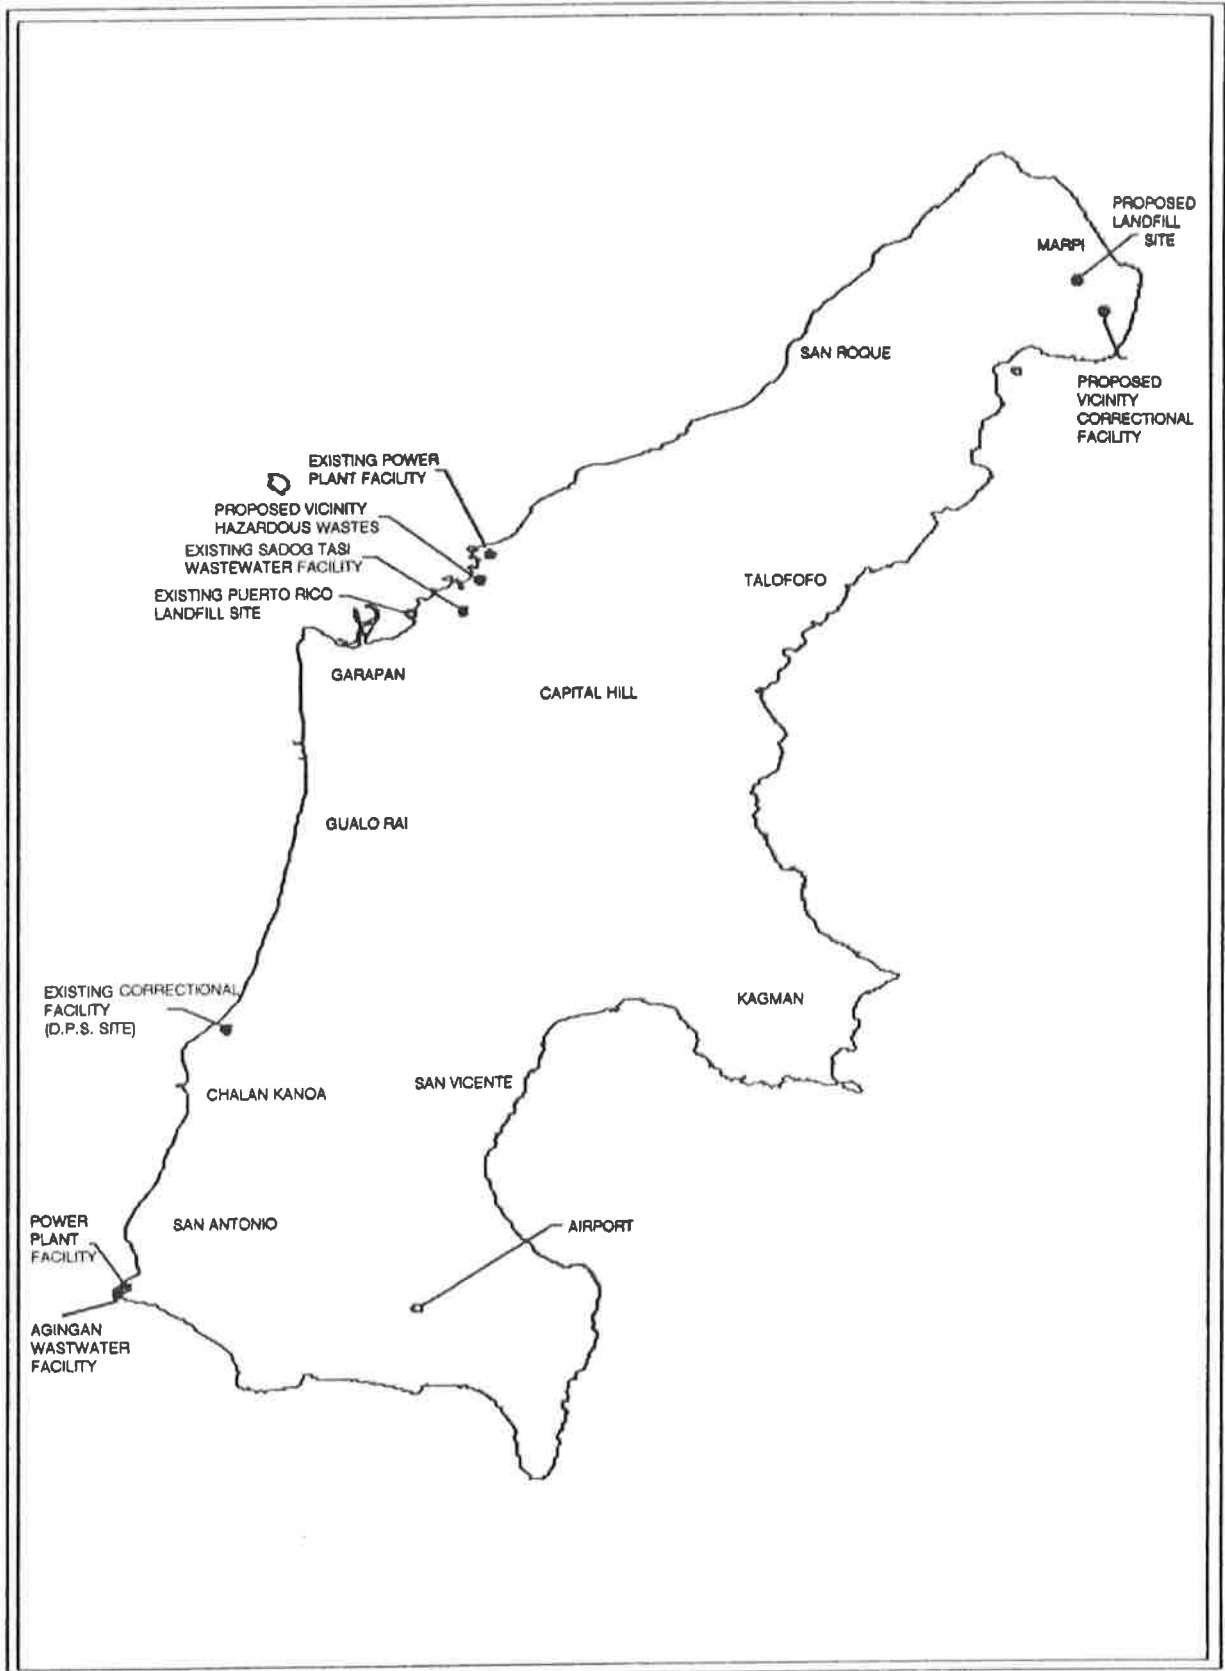 PROPOSED
LANDFILL
SITE
MARPI
SAN ROQUE
PROPOSED
VICINITY
CORRECTIONAL
FACILITY
EXISTING POWER
PLANT FACILITY
PROPOSED VICINITY
HAZARDOUS WASTES
EXISTING SADOG TASI
WASTEWATER FACILITY
EXISTING PUERTO RICO
LANDFILL SITE
TALOFOFO
GARAPAN
CAPITAL HILL
GUALO RAI
EXISTING CORRECTIONAL
FACILITY
(D.P.S. SITE)
KAGMAN
SAN VICENTE
CHALAN KANOA
POWER
PLANT
FACILITY
SAN ANTONIO
AIRPORT
AGINGAN
WASTWATER
FACILITY